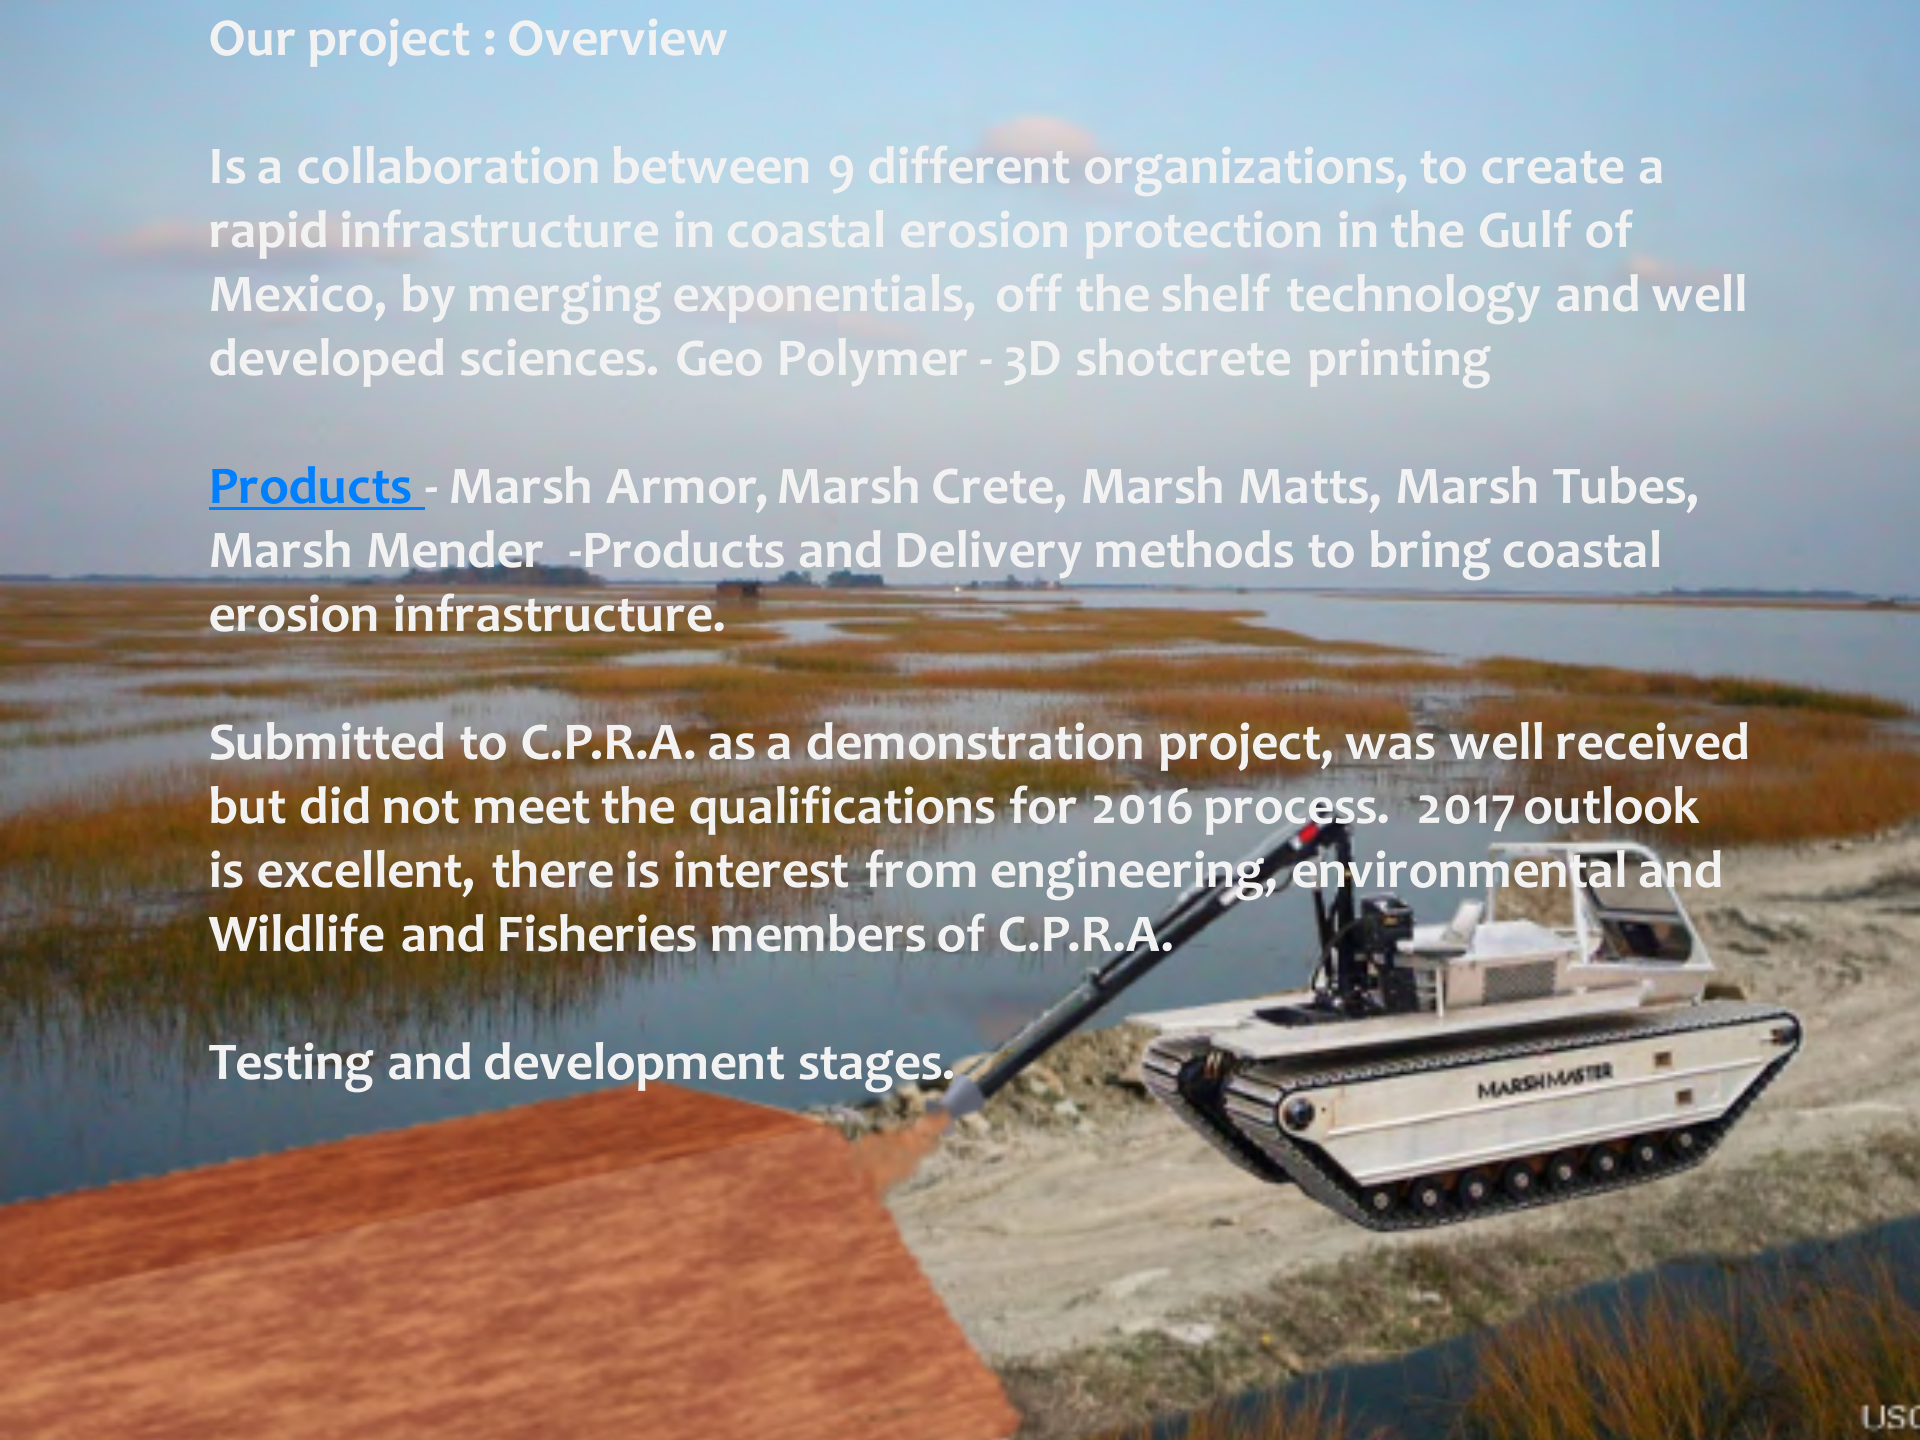 Our project : Overview
Is a collaboration between 9 different organizations, to create a
rapid infrastructure in coastal erosion protection in the Gulf of
Mexico, by merging exponentials, off the shelf technology and well
developed sciences. Geo Polymer - 3D shotcrete printing
Products - Marsh Armor, Marsh Crete, Marsh Matts, Marsh Tubes,
Marsh Mender -Products and Delivery methods to bring coastal
erosion infrastructure.
Submitted to C.P.R.A. as a demonstration project, was well received
but did not meet the qualifications for 2016 process. 2017 outlook
is excellent, there is interest from engineering, environmental and
Wildlife and Fisheries members of C.P.R.A.
Testing and development stages.
MARSH MASTER